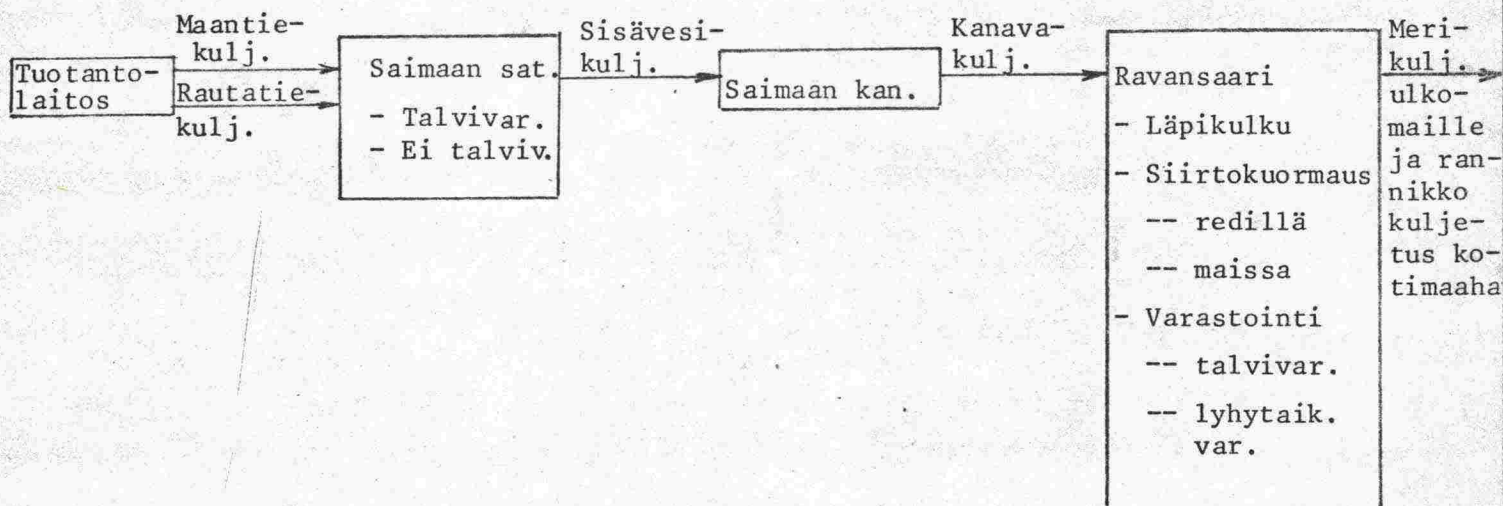 Tuotanto-
laitos
Maantie-
kulj.
Rautatie-
kulj.
Saimaan sat.
- Talvivar.
- Ei talviv.
Sisävesi-
kulj.
Saimaan kan.
Kanava-
kulj.
Ravansaari
- Läpikulku
- Siirtokuormaus
-- redillä
-- maissa
- Varastointi
-- talvivar.
-- lyhytaik.
var.
Meri-
kulj.
ulko-
maille
ja ran-
nikko
kulje-
tus ko-
timaaha